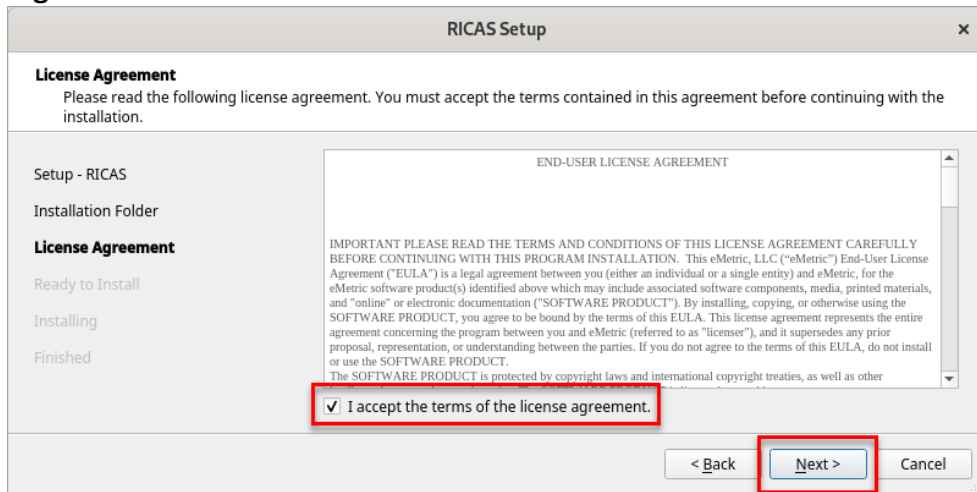 RICAS Setup
×
License Agreement
Please read the following license agreement. You must accept the terms contained in this agreement before continuing with the
installation.
Setup - RICAS
Installation Folder
License Agreement
Ready to Install
Installing
Finished
END-USER LICENSE AGREEMENT
IMPORTANT PLEASE READ THE TERMS AND CONDITIONS OF THIS LICENSE AGREEMENT CAREFULLY
BEFORE CONTINUING WITH THIS PROGRAM INSTALLATION. This eMetric, LLC (“eMetric”) End-User License
Agreement ("EULA") is a legal agreement between you (either an individual or a single entity) and eMetric, for the
eMetric software product(s) identified above which may include associated software components, media, printed materials,
and "online" or electronic documentation ("SOFTWARE PRODUCT"). By installing, copying, or otherwise using the
SOFTWARE PRODUCT, you agree to be bound by the terms of this EULA. This license agreement represents the entire
agreement concerning the program between you and eMetric (referred to as "licenser"), and it supersedes any prior
proposal, representation, or understanding between the parties. If you do not agree to the terms of this EULA, do not install
or use the SOFTWARE PRODUCT.
The SOFTWARE PRODUCT is protected by copyright laws and international copyright treaties, as well as other
I accept the terms of the license agreement.
< Back
Next >
Cancel